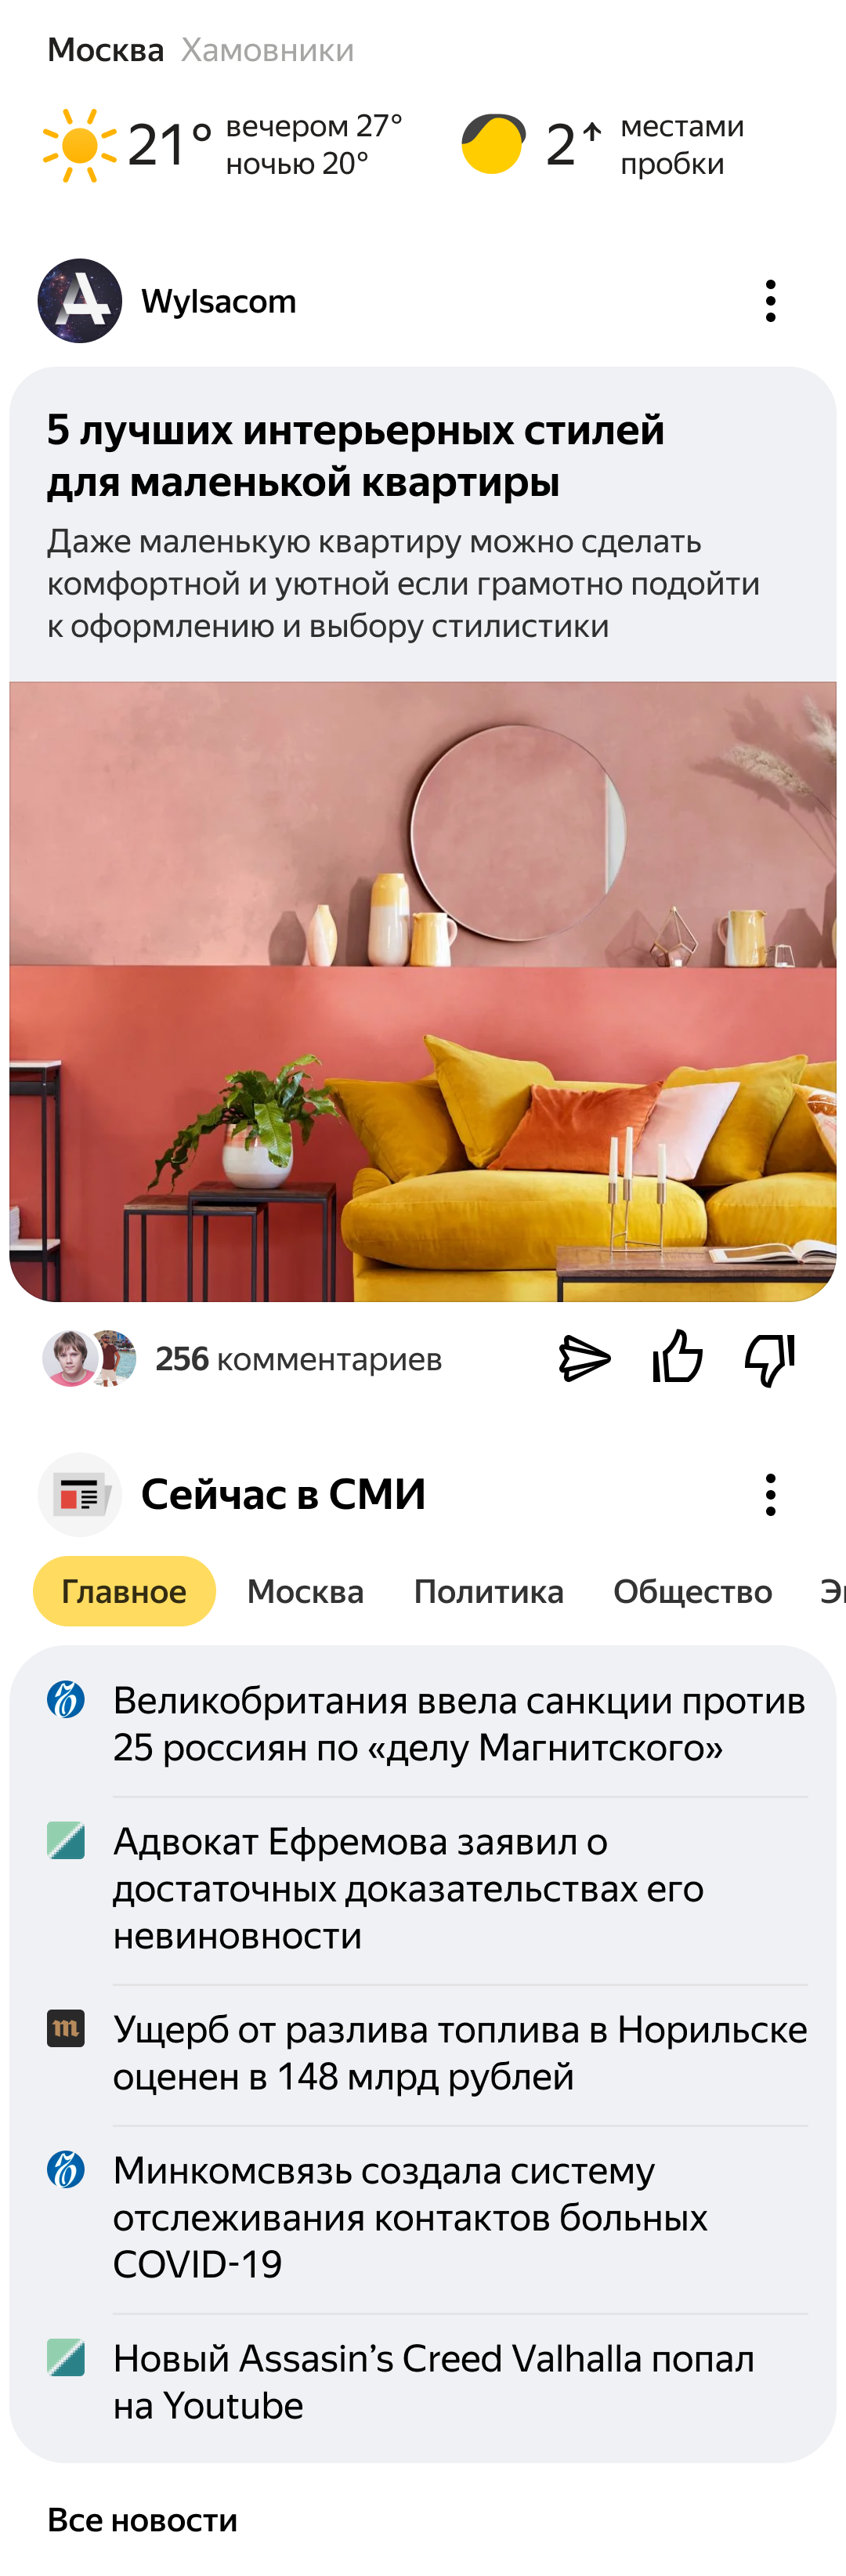 Москва Хамовники
21° вечером 27° 2↑ местами
ночью 20° пробки
Wylsacom
5 лучших интерьерных стилей
для маленькой квартиры
Даже маленькую квартиру можно сделать
комфортной и уютной если грамотно подойти
к оформлению и выбору стилистики
256 комментариев
Сейчас в СМИ
Главное Москва Политика Общество
Великобритания ввела санкции против
25 россиян по «делу Магнитского»
Адвокат Ефремова заявил о
достаточных доказательствах его
невиновности
m Ущерб от разлива топлива в Норильске
оценен в 148 млрд рублей
Минкомсвязь создала систему
отслеживания контактов больных
COVID-19
Новый Assasin’s Creed Valhalla попал
на Youtube
Все новости